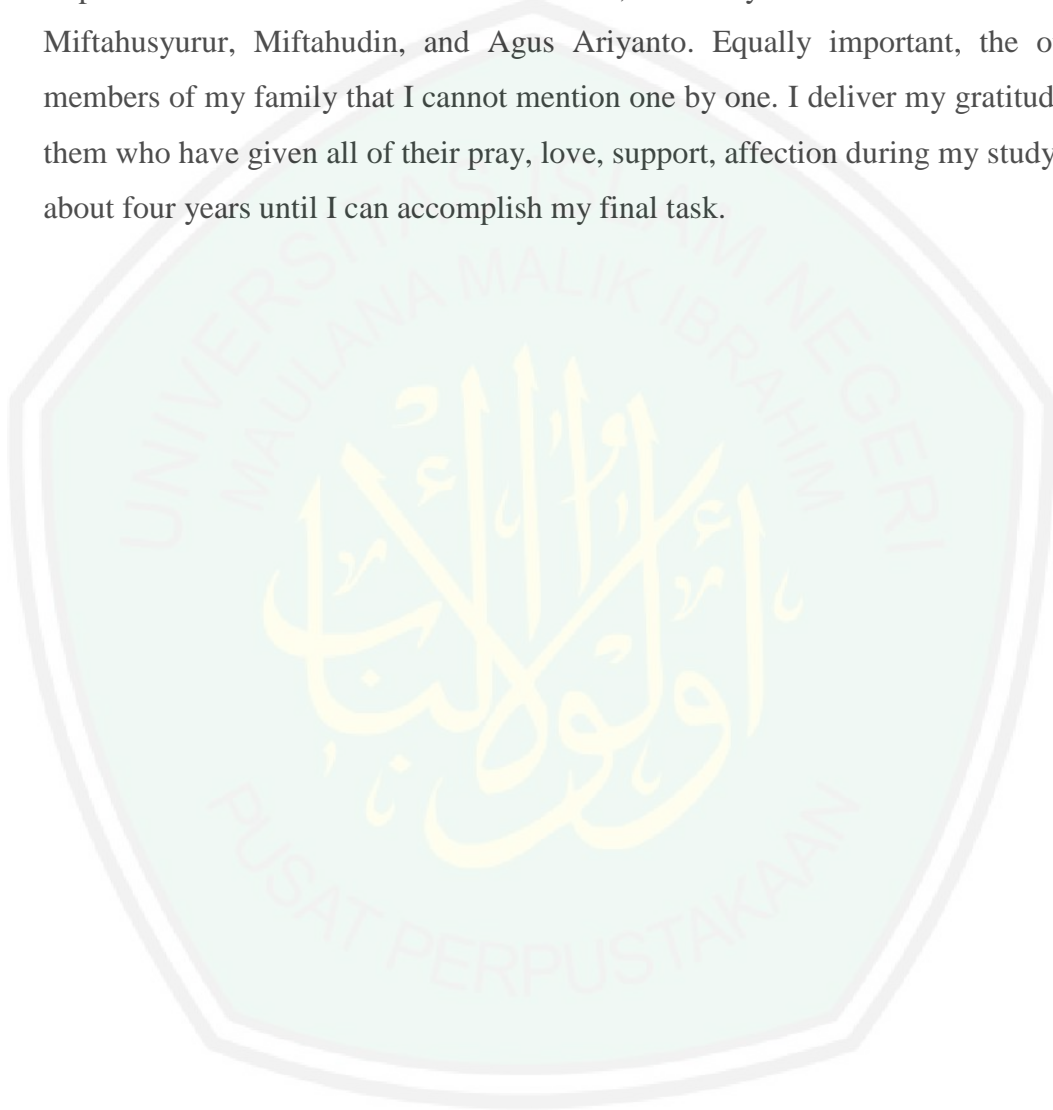 Miftahusyurur, Miftahudin, and Agus Ariyanto. Equally important, the
members of my family that I cannot mention one by one. I deliver my
them who have given all of their pray, love, support, affection during my study
about four years until I can accomplish my final task.
UNIVERSITAS ISLAM NEGERI
MAULANA MALIK IBRAHIM
أولوا الألباب
PUSAT PERPUSTAKAAN